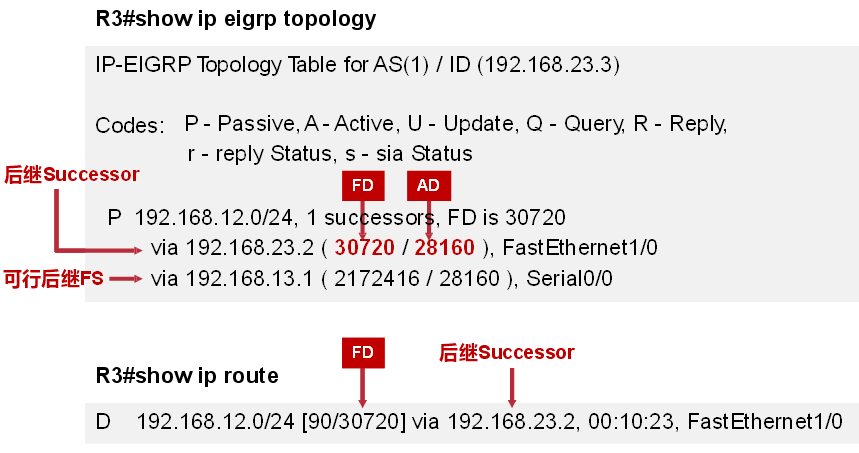 R3#show ip eigrp topology
IP-EIGRP Topology Table for AS(1) / ID (192.168.23.3)
Codes: P - Passive, A - Active, U - Update, Q - Query, R - Reply,
r - reply Status, s - sia Status
后继Successor
FD AD
P 192.168.12.0/24, 1 successors, FD is 30720
via 192.168.23.2 ( 30720 / 28160 ), FastEthernet1/0
可行后继FS via 192.168.13.1 ( 2172416 / 28160 ), Serial0/0
FD 后继Successor
R3#show ip route
D 192.168.12.0/24 [90/30720] via 192.168.23.2, 00:10:23, FastEthernet1/0